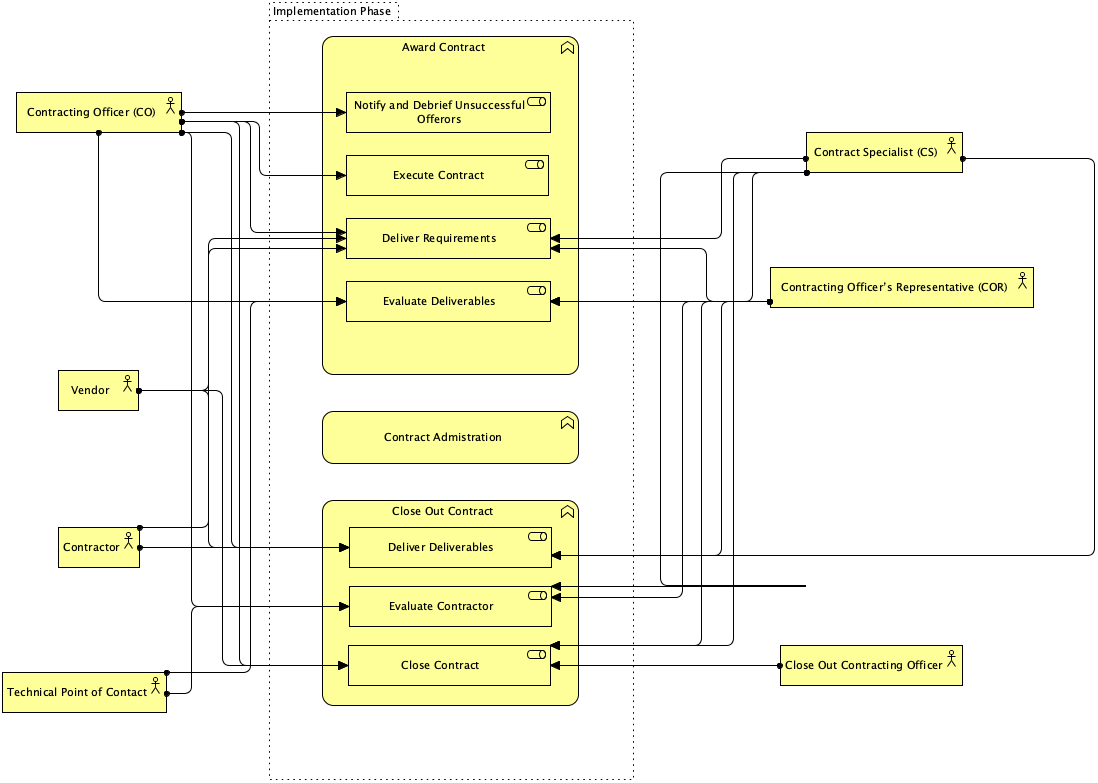 Implementation Phase
Award Contract
Contracting Officer (CO)
Notify and Debrief Unsuccessful
Offerors
Contract Specialist (CS)
Execute Contract
Deliver Requirements
Contracting Officer's Representative (COR)
Evaluate Deliverables
Vendor
Contract Admistration
Close Out Contract
Contractor
Deliver Deliverables
Evaluate Contractor
Close Contract
Close Out Contracting Officer
Technical Point of Contact